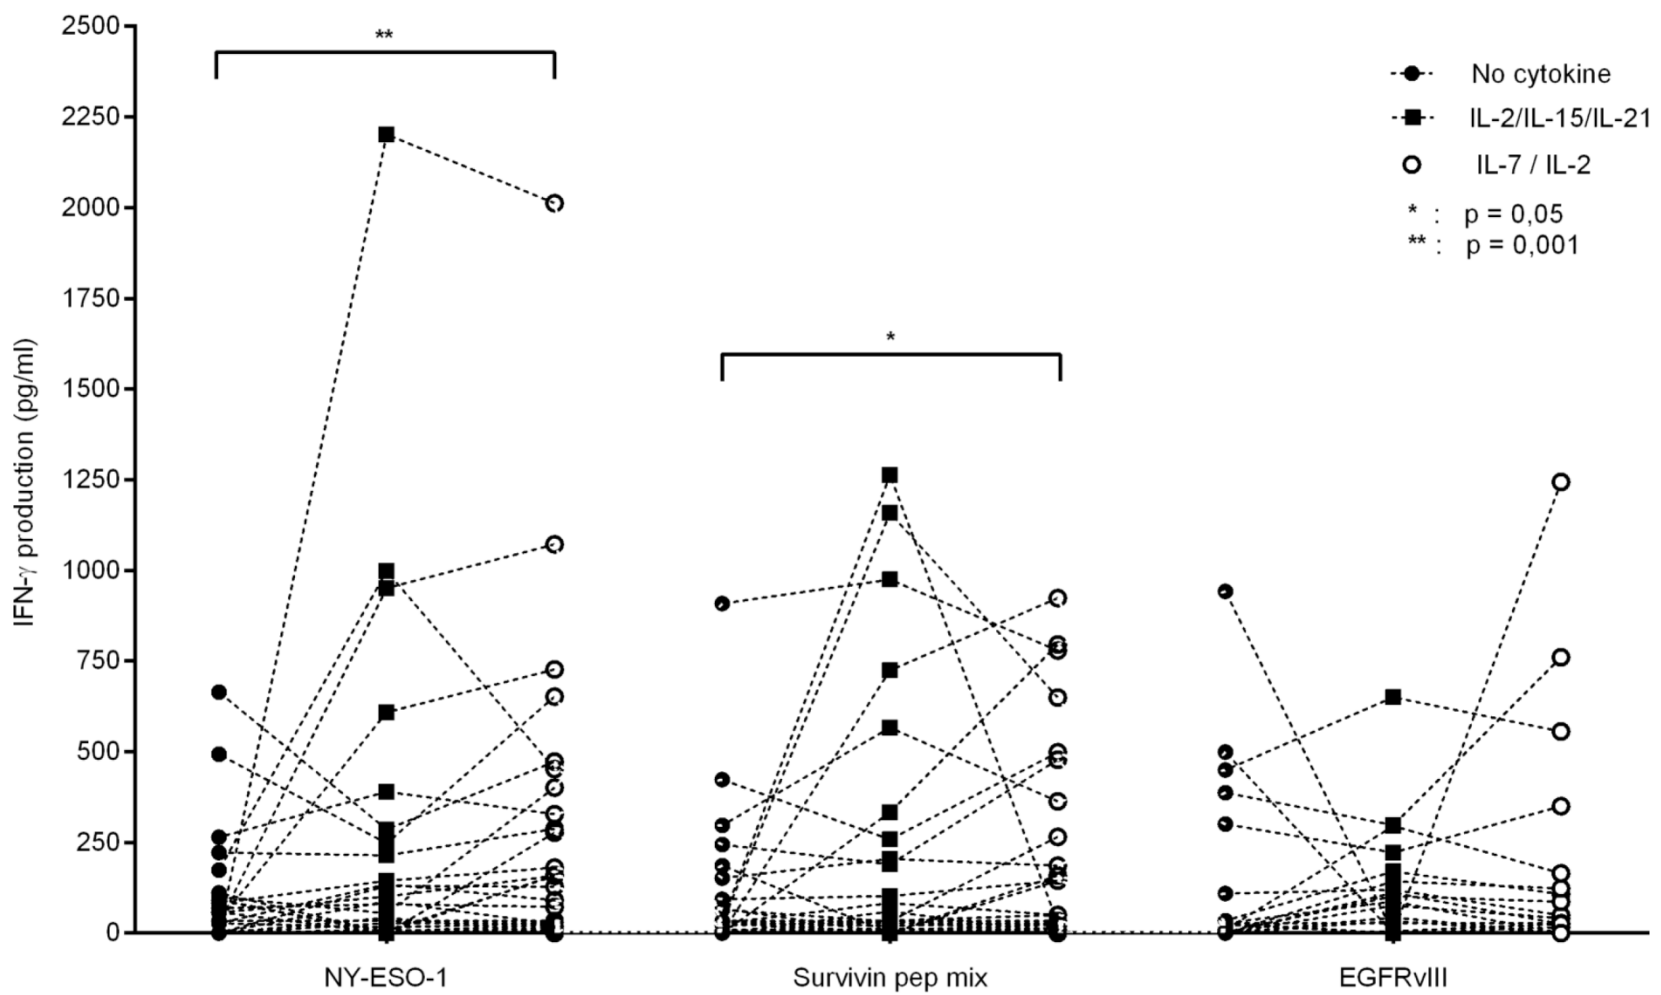 2500
2250
2000
1750
1500
1250
1000
750
500
250
0
IFN-γ production (pg/ml)
**
*
No cytokine
IL-2/IL-15/IL-21
IL-7 / IL-2
* : p = 0,05
** : p = 0,001
NY-ESO-1
Survivin pep mix
EGFRvIII